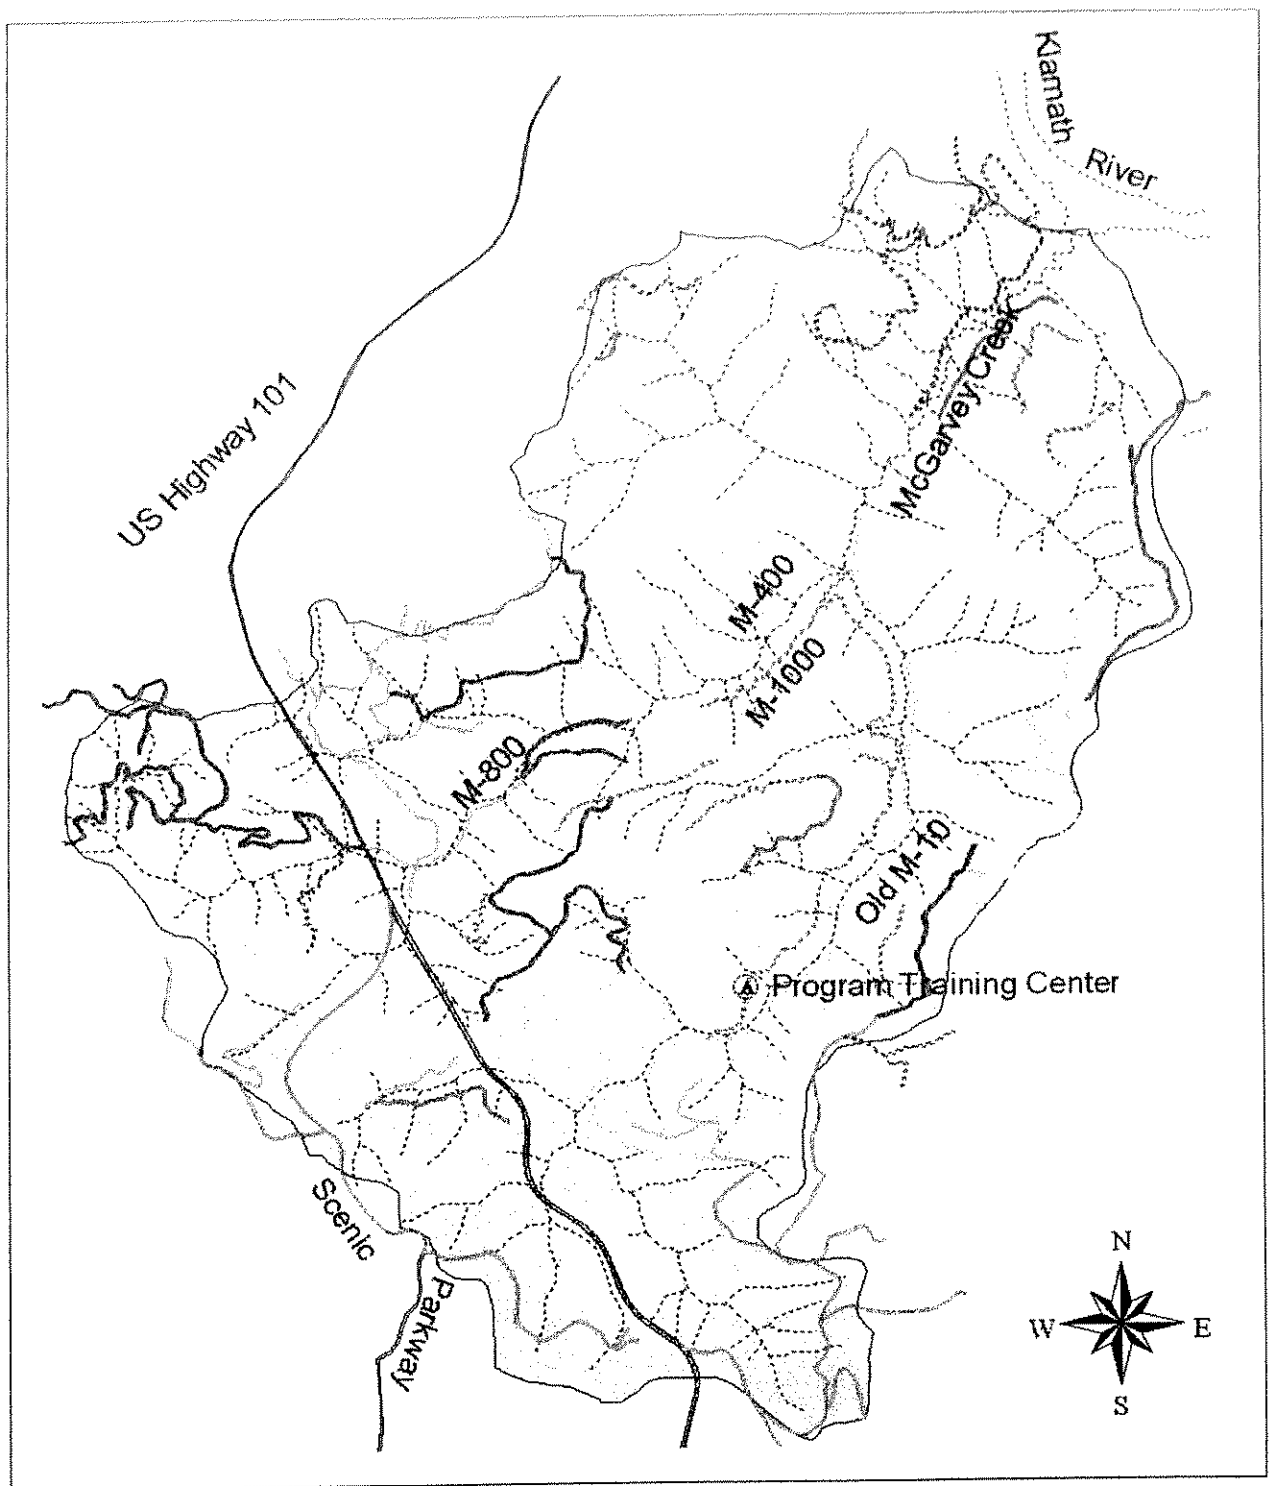 Klamath
River
US Highway 101
McGarvey Creek
M-400
M-1000
M-800
Old M-10
Program Training Center
Scenic
Parkway
N
W
E
S